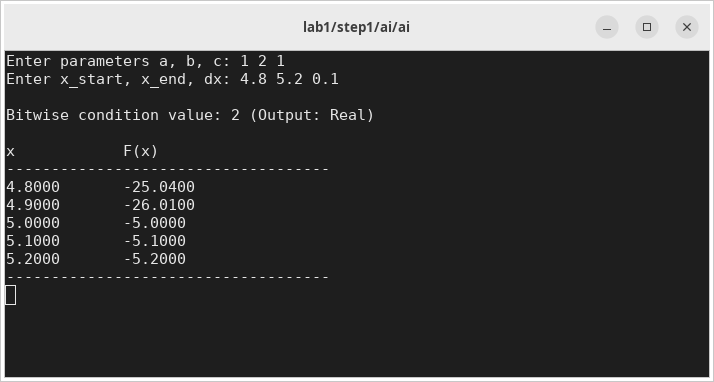 lab1/step1/ai/ai
Enter parameters a, b, c: 1 2 1
Enter x_start, x_end, dx: 4.8 5.2 0.1
Bitwise condition value: 2 (Output: Real)
x            F(x)
------------------------------------
4.8000       -25.0400
4.9000       -26.0100
5.0000       -5.0000
5.1000       -5.1000
5.2000       -5.2000
------------------------------------